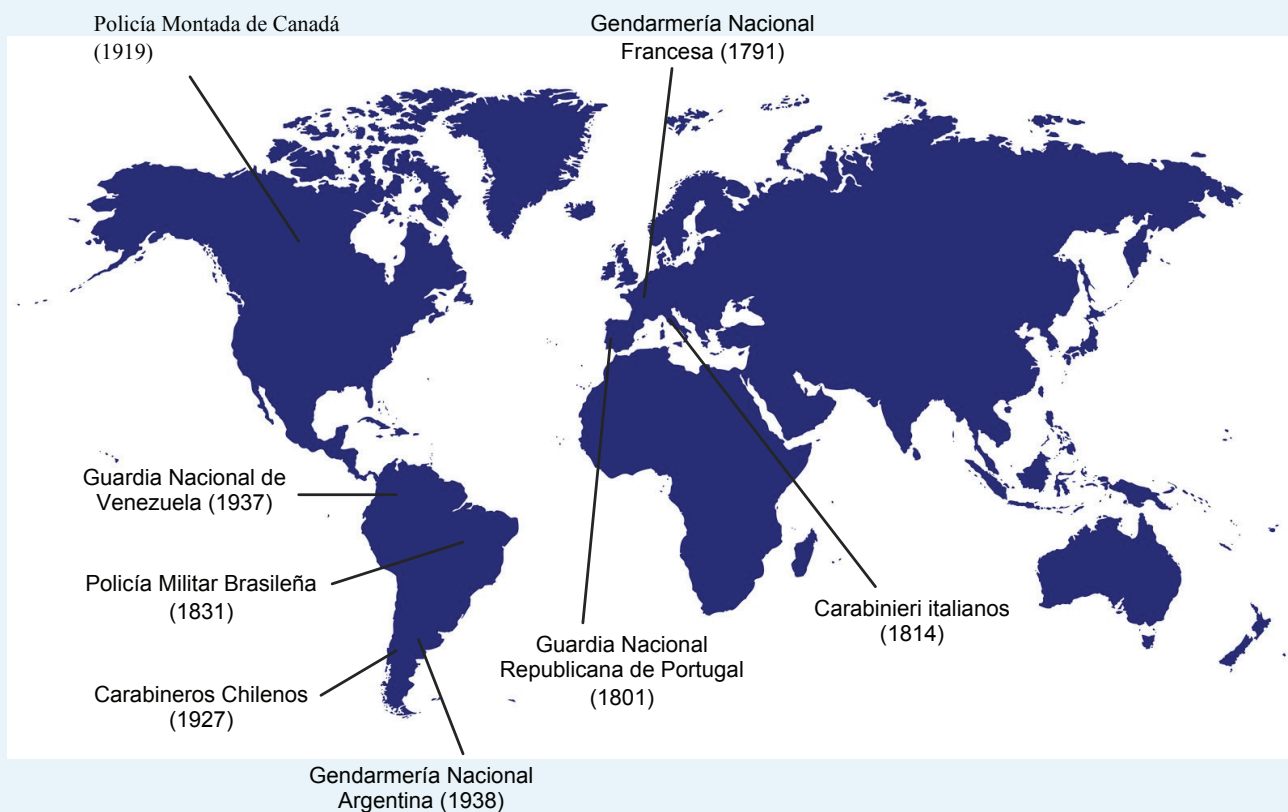 Policía Montada de Canadá
(1919)
Gendarmería Nacional
Francesa (1791)
Guardia Nacional de
Venezuela (1937)
Policía Militar Brasileña
(1831)
Carabineros Chilenos
(1927)
Gendarmería Nacional
Argentina (1938)
Guardia Nacional
Republicana de Portugal
(1801)
Carabinieri italianos
(1814)